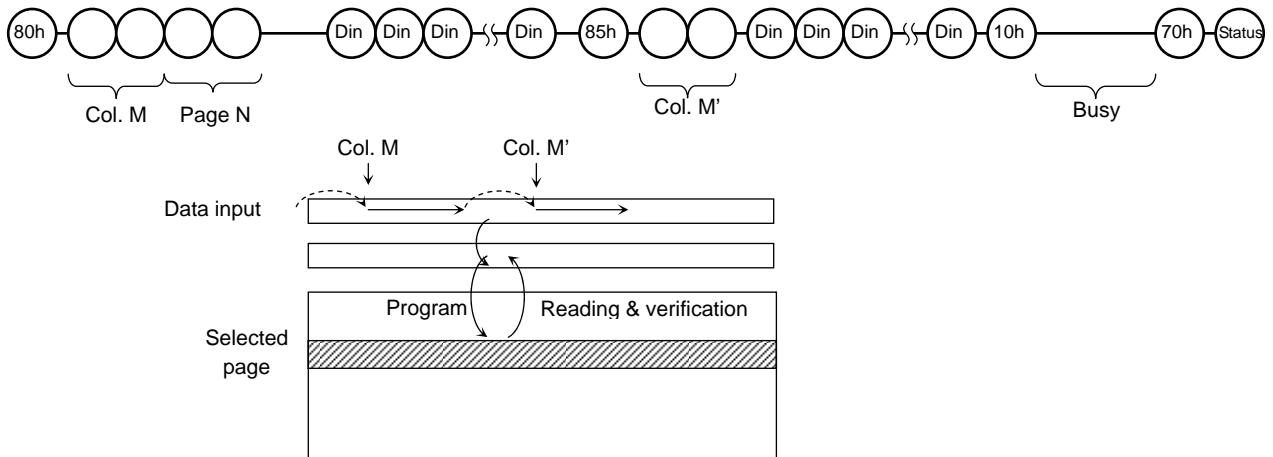 80h Din Din Din Din 85h Din Din Din Din 10h 70h Status
Col. M Page N Col. M’ Busy
Col. M Col. M’
Data input
Program Reading & verification
Selected
page